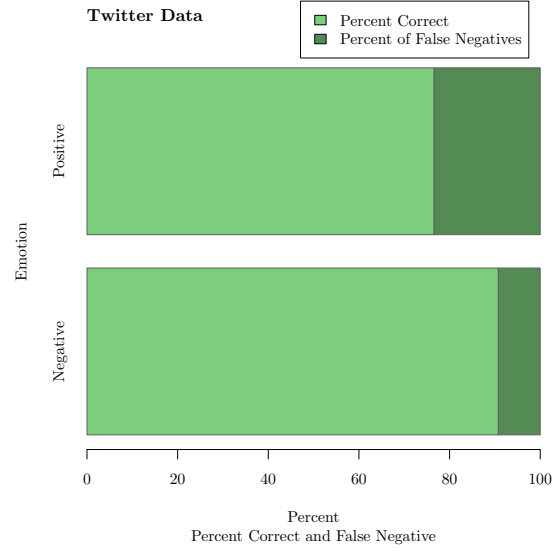 Twitter Data
Percent Correct
Percent of False Negatives
Emotion
Positive
Negative
0 20 40 60 80 100
Percent
Percent Correct and False Negative